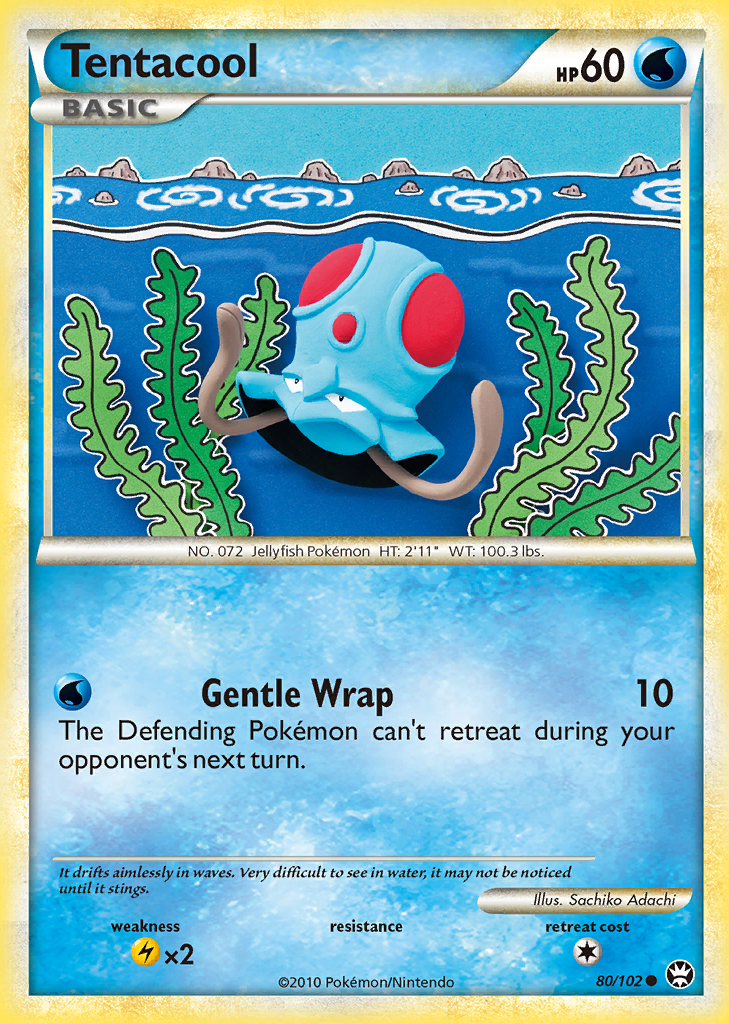 Tentacool
HP60
BASIC
NO. 072 Jellyfish Pokémon HT: 2'11" WT: 100.3 lbs.
Gentle Wrap 10
The Defending Pokémon can't retreat during your
opponent's next turn.
It drifts aimlessly in waves. Very difficult to see in water, it may not be noticed
until it stings.
Illus. Sachiko Adachi
weakness resistance retreat cost
×2
©2010 Pokémon/Nintendo
80/102